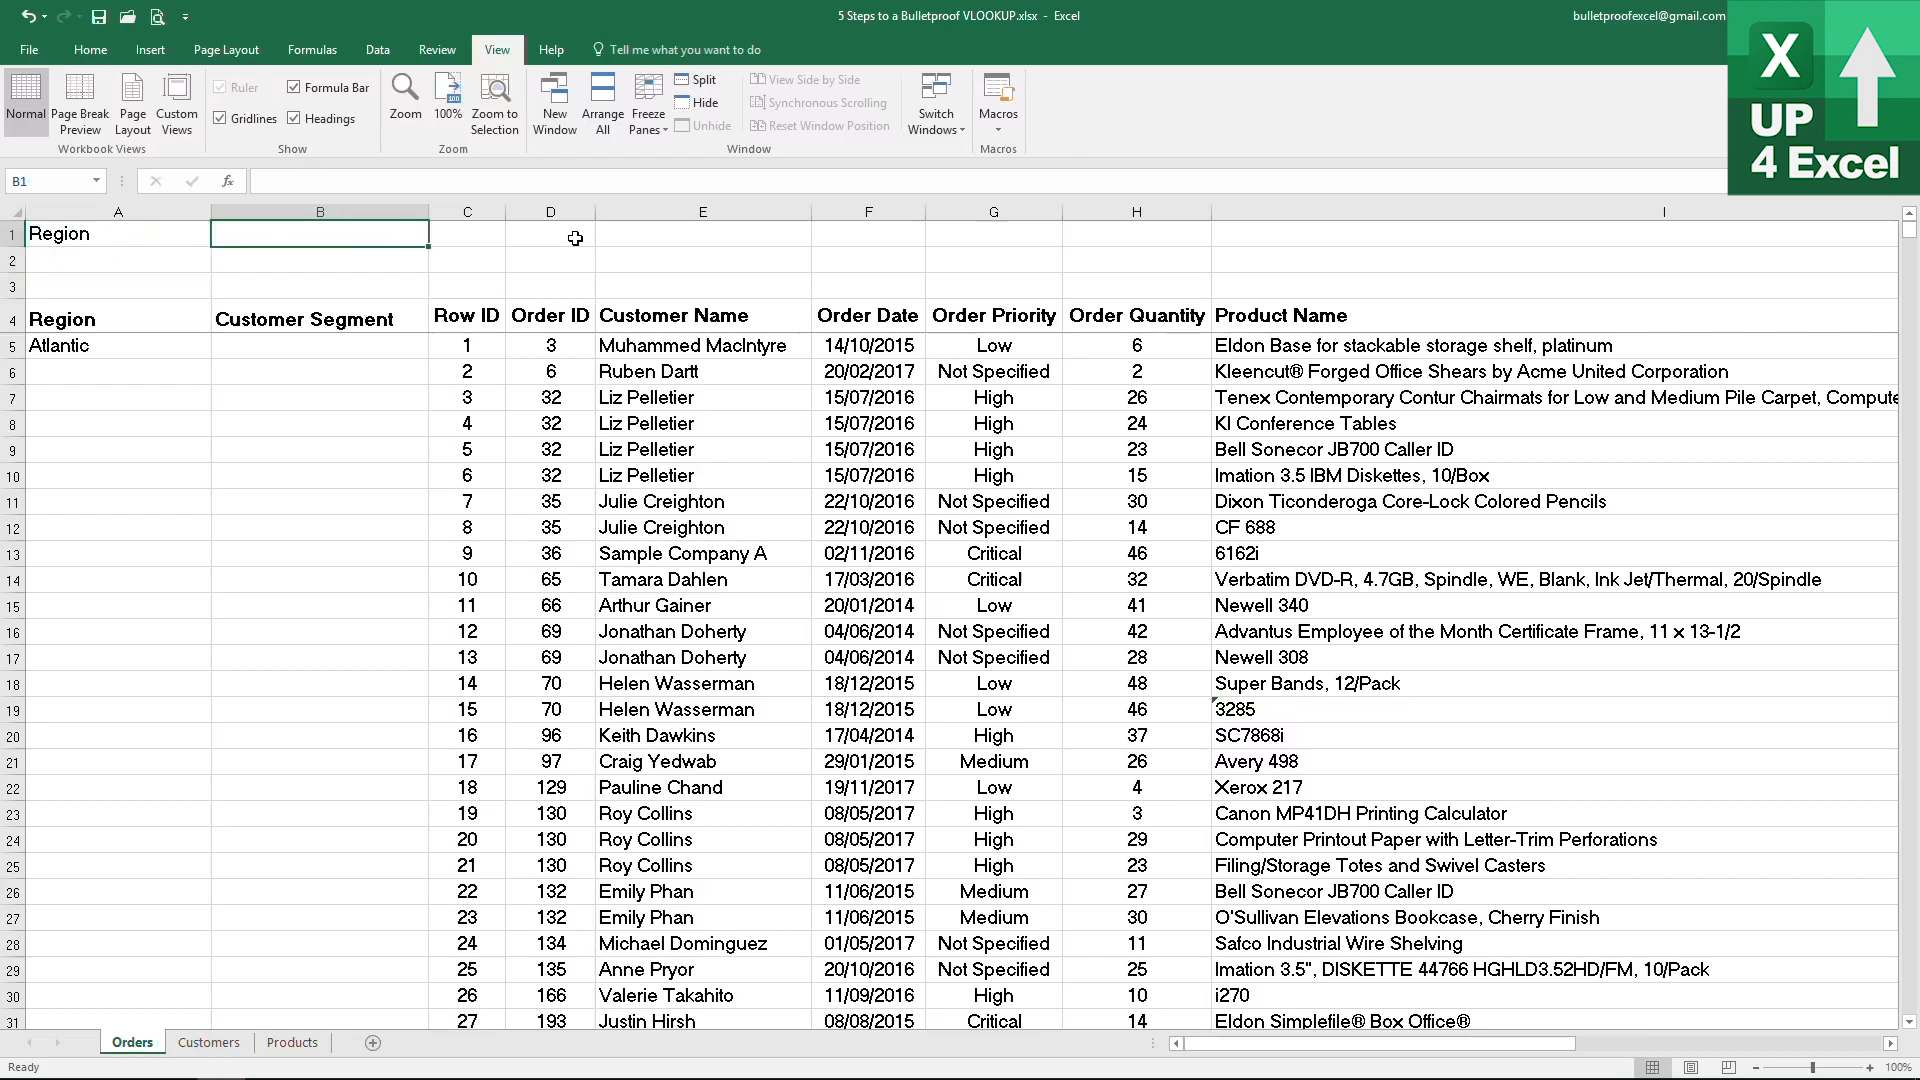 5 Steps to a Bulletproof VLOOKUP.xlsx - Excel
bulletproofexcel@gmail.com
X
UP
4 Excel
File Home Insert Page Layout Formulas Data Review View Help Tell me what you want to do
Normal Page Break Preview Page Layout Custom Views
Workbook Views
Ruler Formula Bar
Gridlines Headings
Show
Zoom 100% Zoom to Selection
100
Zoom
New Window Arrange All Freeze Panes
Split
Hide
Unhide
View Side by Side
Synchronous Scrolling
Reset Window Position
Window
Switch Windows
Macros
Macros
B1 fx
A B C D E F G H I
1 Region
2
3
4 Region Customer Segment Row ID Order ID Customer Name Order Date Order Priority Order Quantity Product Name
5 Atlantic 1 3 Muhammed MacIntyre 14/10/2015 Low 6 Eldon Base for stackable storage shelf, platinum
6 2 6 Ruben Dartt 20/02/2017 Not Specified 2 Kleencut® Forged Office Shears by Acme United Corporation
7 3 32 Liz Pelletier 15/07/2016 High 26 Tenex Contemporary Contur Chairmats for Low and Medium Pile Carpet, Compute
8 4 32 Liz Pelletier 15/07/2016 High 24 KI Conference Tables
9 5 32 Liz Pelletier 15/07/2016 High 23 Bell Sonecor JB700 Caller ID
10 6 32 Liz Pelletier 15/07/2016 High 15 Imation 3.5 IBM Diskettes, 10/Box
11 7 35 Julie Creighton 22/10/2016 Not Specified 30 Dixon Ticonderoga Core-Lock Colored Pencils
12 8 35 Julie Creighton 22/10/2016 Not Specified 14 CF 688
13 9 36 Sample Company A 02/11/2016 Critical 46 6162i
14 10 65 Tamara Dahlen 17/03/2016 Critical 32 Verbatim DVD-R, 4.7GB, Spindle, WE, Blank, Ink Jet/Thermal, 20/Spindle
15 11 66 Arthur Gainer 20/01/2014 Low 41 Newell 340
16 12 69 Jonathan Doherty 04/06/2014 Not Specified 42 Advantus Employee of the Month Certificate Frame, 11 x 13-1/2
17 13 69 Jonathan Doherty 04/06/2014 Not Specified 28 Newell 308
18 14 70 Helen Wasserman 18/12/2015 Low 48 Super Bands, 12/Pack
19 15 70 Helen Wasserman 18/12/2015 Low 46 3285
20 16 96 Keith Dawkins 17/04/2014 High 37 SC7868i
21 17 97 Craig Yedwab 29/01/2015 Medium 26 Avery 498
22 18 129 Pauline Chand 19/11/2017 Low 4 Xerox 217
23 19 130 Roy Collins 08/05/2017 High 3 Canon MP41DH Printing Calculator
24 20 130 Roy Collins 08/05/2017 High 29 Computer Printout Paper with Letter-Trim Perforations
25 21 130 Roy Collins 08/05/2017 High 23 Filing/Storage Totes and Swivel Casters
26 22 132 Emily Phan 11/06/2015 Medium 27 Bell Sonecor JB700 Caller ID
27 23 132 Emily Phan 11/06/2015 Medium 30 O'Sullivan Elevations Bookcase, Cherry Finish
28 24 134 Michael Dominguez 01/05/2017 Not Specified 11 Safco Industrial Wire Shelving
29 25 135 Anne Pryor 20/10/2016 Not Specified 25 Imation 3.5", DISKETTE 44766 HGHLD3.52HD/FM, 10/Pack
30 26 166 Valerie Takahito 11/09/2016 High 10 i270
31 27 193 Justin Hirsh 08/08/2015 Critical 14 Eldon Simplefile® Box Office®
Orders Customers Products
Ready 100%